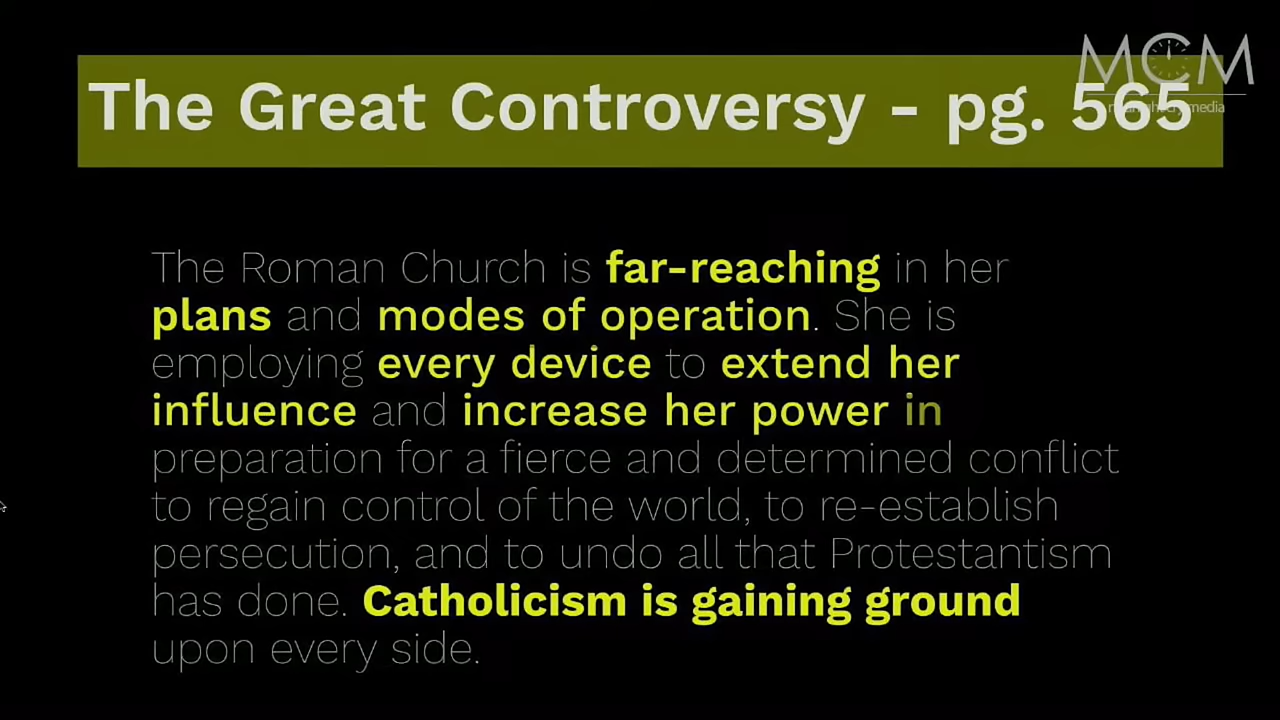 MCM
The Great Controversy - pg. 565
media
The Roman Church is far-reaching in her
plans and modes of operation. She is
employing every device to extend her
influence and increase her power in
preparation for a fierce and determined conflict
to regain control of the world, to re-establish
persecution, and to undo all that Protestantism
has done. Catholicism is gaining ground
upon every side.